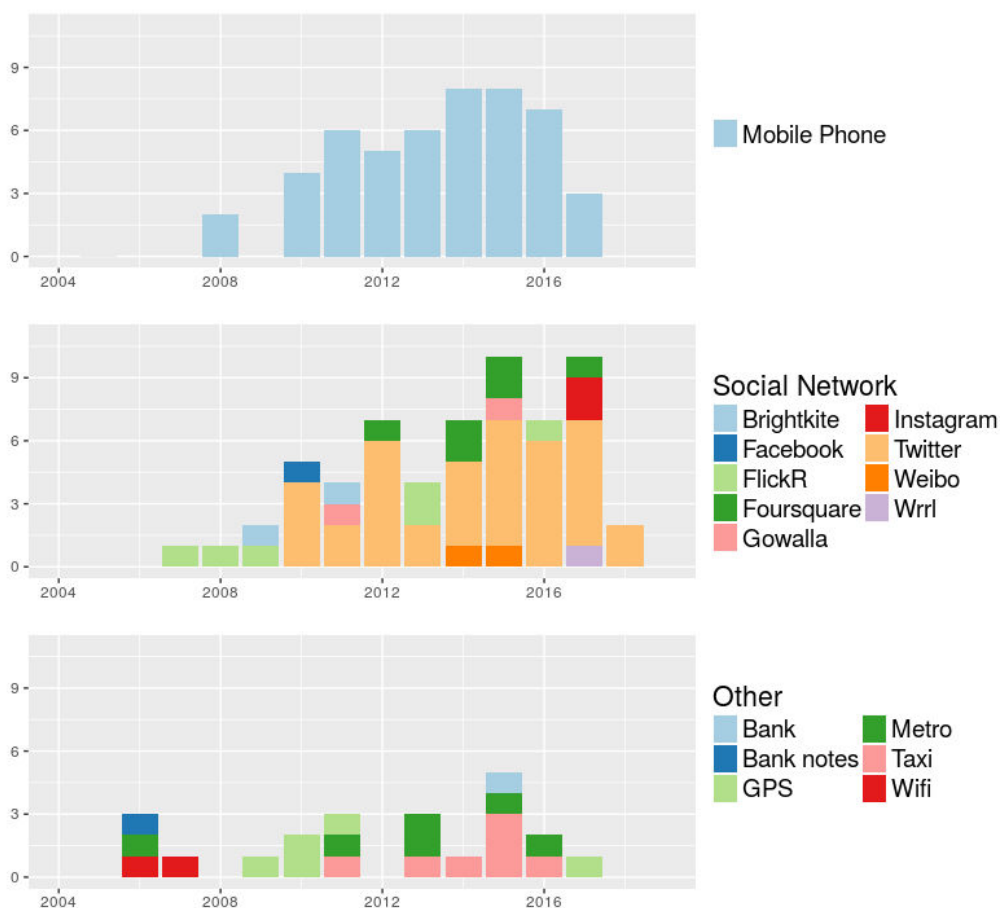 9
6
3
0
2004 2008 2012 2016
Mobile Phone
9
6
3
0
2004 2008 2012 2016
Social Network
Brightkite Instagram
Facebook Twitter
FlickR Weibo
Foursquare Wrrl
Gowalla
9
6
3
0
2004 2008 2012 2016
Other
Bank Metro
Bank notes Taxi
GPS Wifi